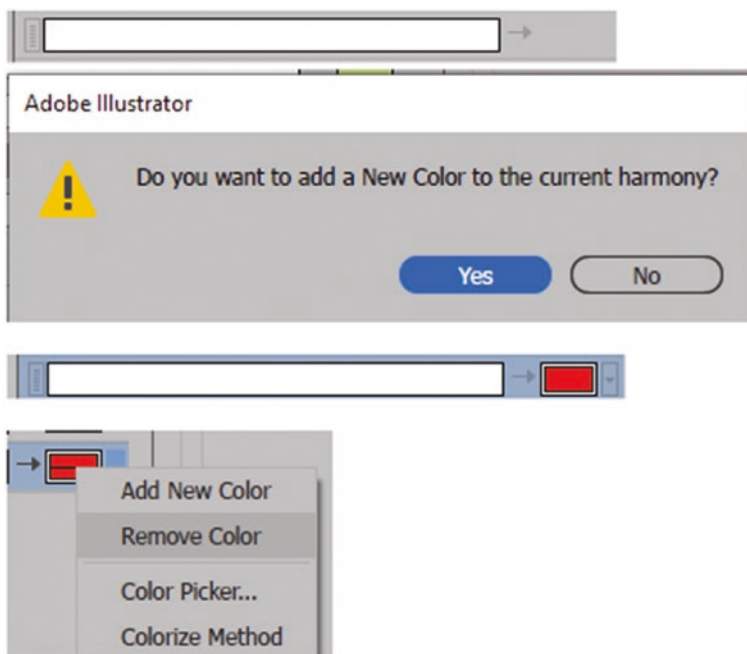 Adobe Illustrator
Do you want to add a New Color to the current harmony?
Yes
No
Add New Color
Remove Color
Color Picker...
Colorize Method